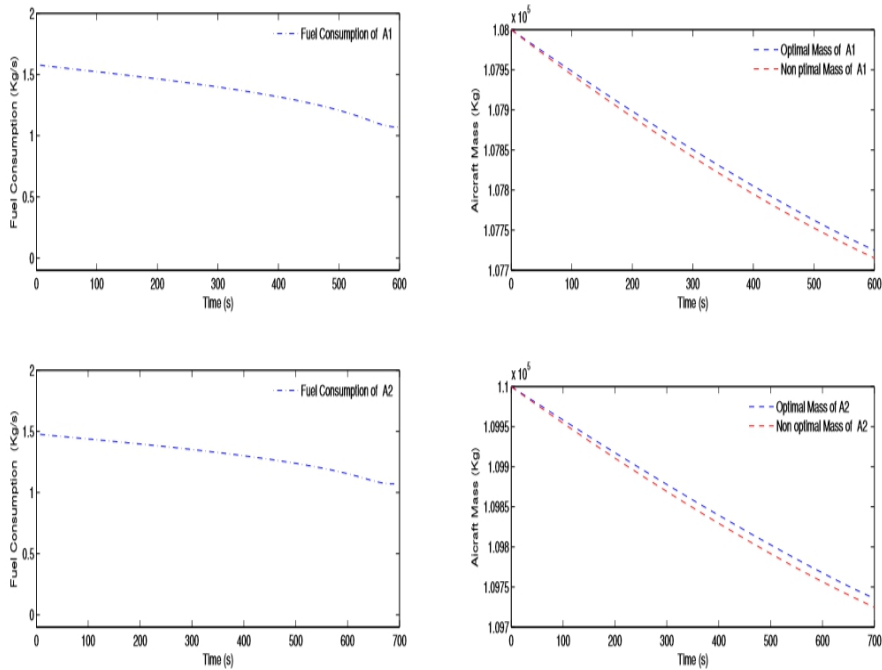 2
1.5
1
0.5
0
Fuel Consumption (Kg/s)
Fuel Consumption of A1
0 100 200 300 400 500 600
Time (s)
x 10^5
1.08
1.0795
1.079
1.0785
1.078
1.0775
1.077
Aircraft Mass (Kg)
Optimal Mass of A1
Non ptimal Mass of A1
0 100 200 300 400 500 600
Time (s)
2
1.5
1
0.5
0
Fuel Consumption (Kg/s)
Fuel Consumption of A2
0 100 200 300 400 500 600 700
Time (s)
x 10^5
1.1
1.0995
1.099
1.0985
1.098
1.0975
1.097
Aicraft Mass (Kg)
Optimal Mass of A2
Non optimal Mass of A2
0 100 200 300 400 500 600 700
Time (s)